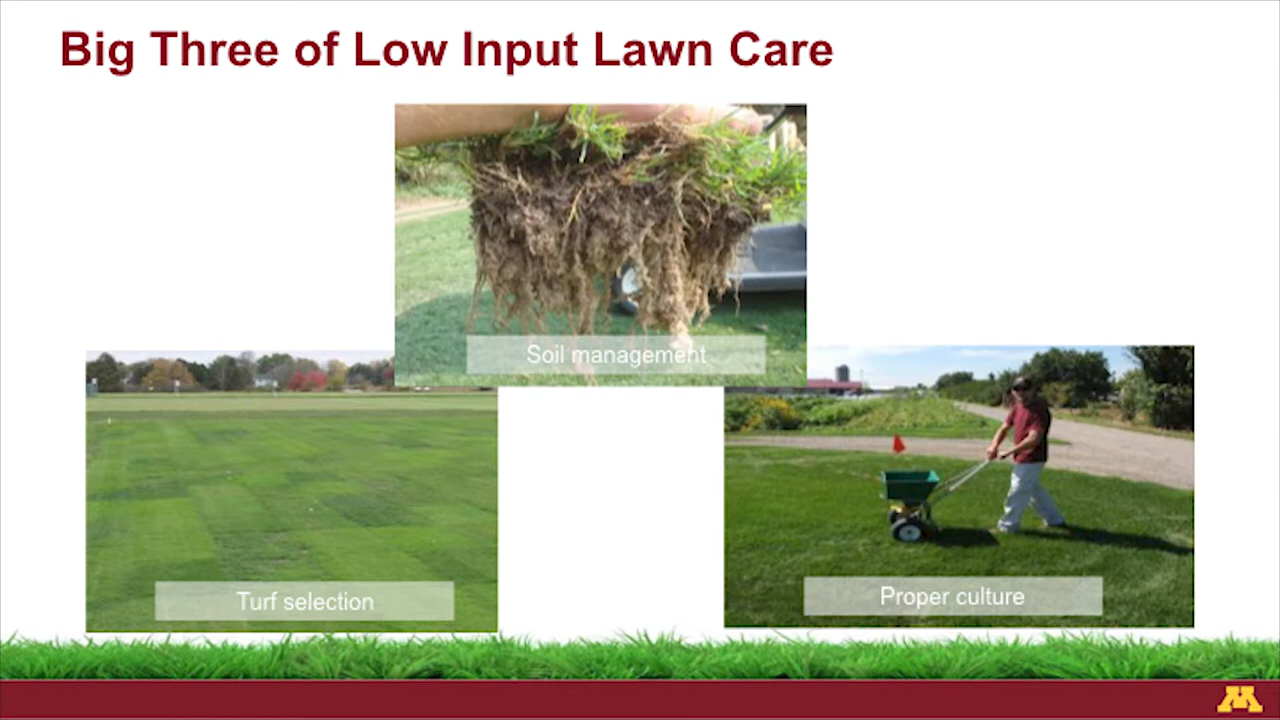 Big Three of Low Input Lawn Care
Soil management
Turf selection
Proper culture
M